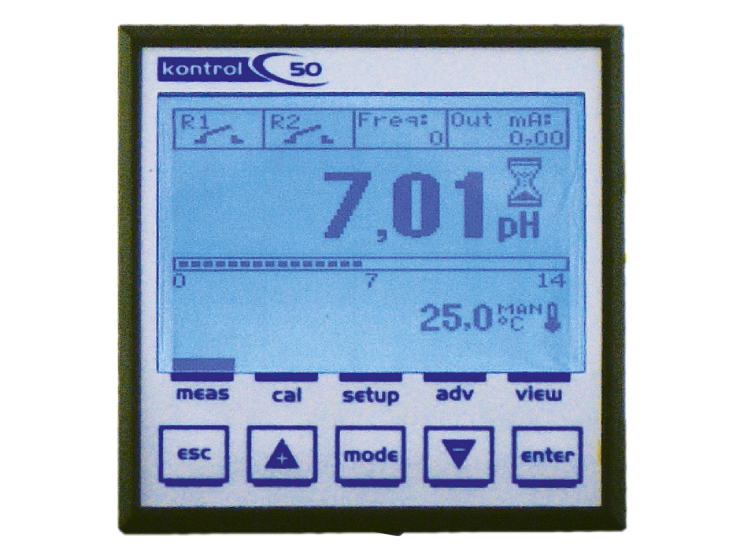 kontrol 50
R1 R2 Freq: Out mA:
0 0,00
7,01 pH
0 7 14
25,0 MAN °C
meas cal setup adv view
esc + mode − enter